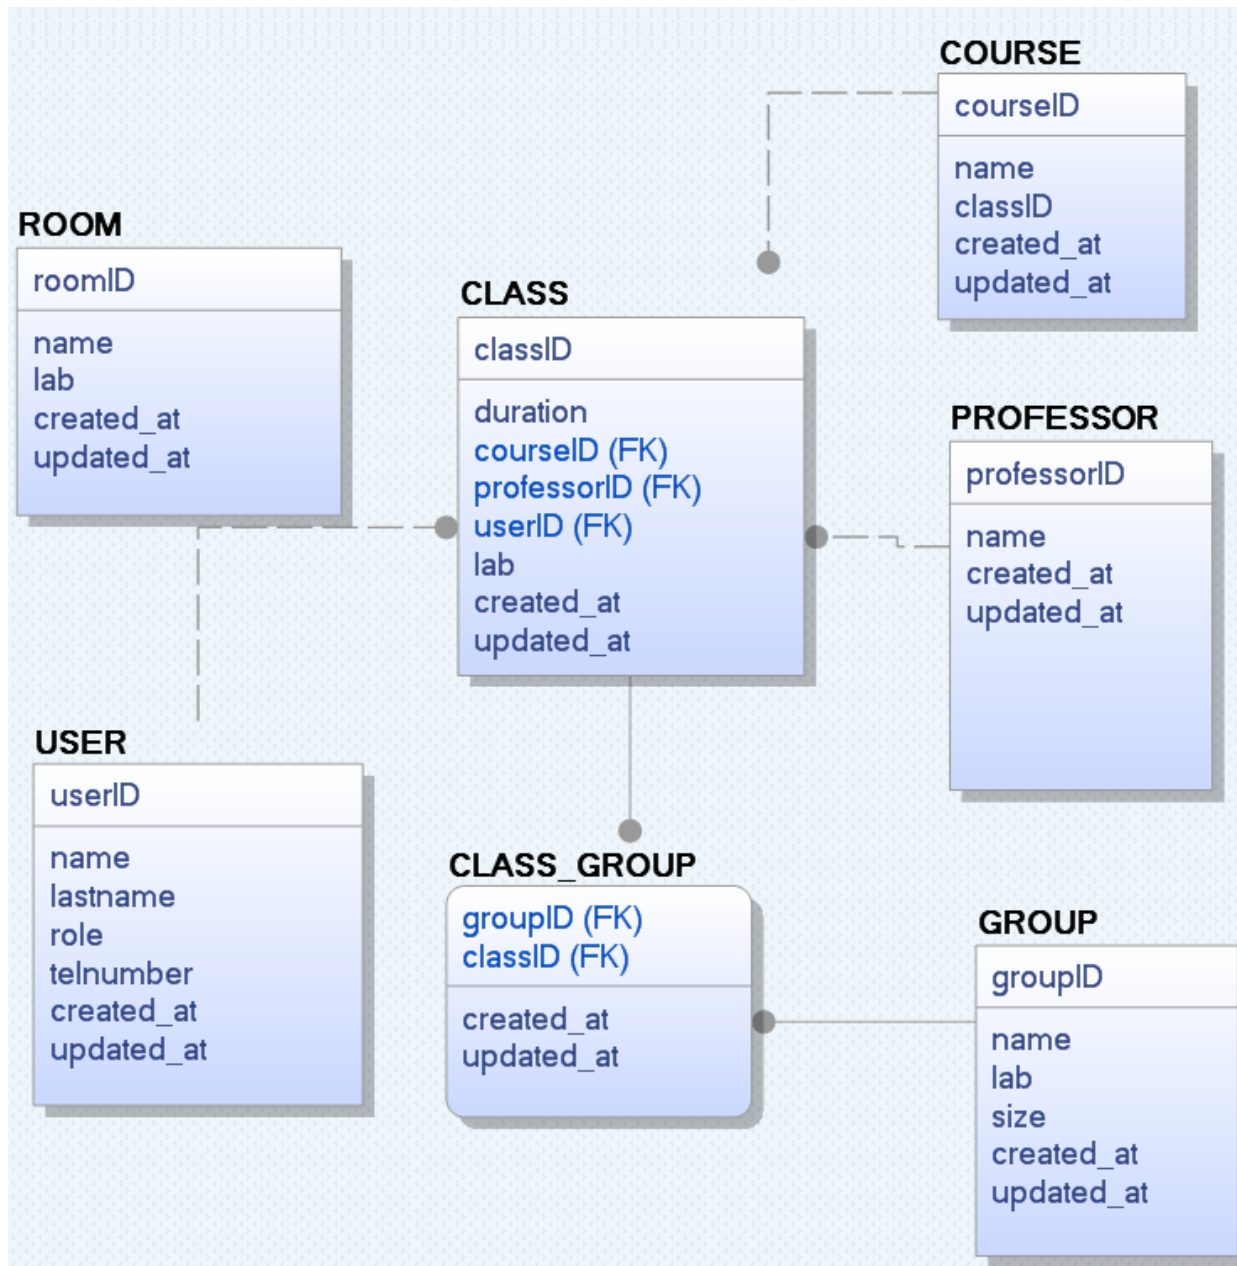 COURSE
courseID
name
classID
created_at
updated_at
ROOM
roomID
name
lab
created_at
updated_at
CLASS
classID
duration
courseID (FK)
professorID (FK)
userID (FK)
lab
created_at
updated_at
PROFESSOR
professorID
name
created_at
updated_at
USER
userID
name
lastname
role
telnumber
created_at
updated_at
CLASS_GROUP
groupID (FK)
classID (FK)
created_at
updated_at
GROUP
groupID
name
lab
size
created_at
updated_at